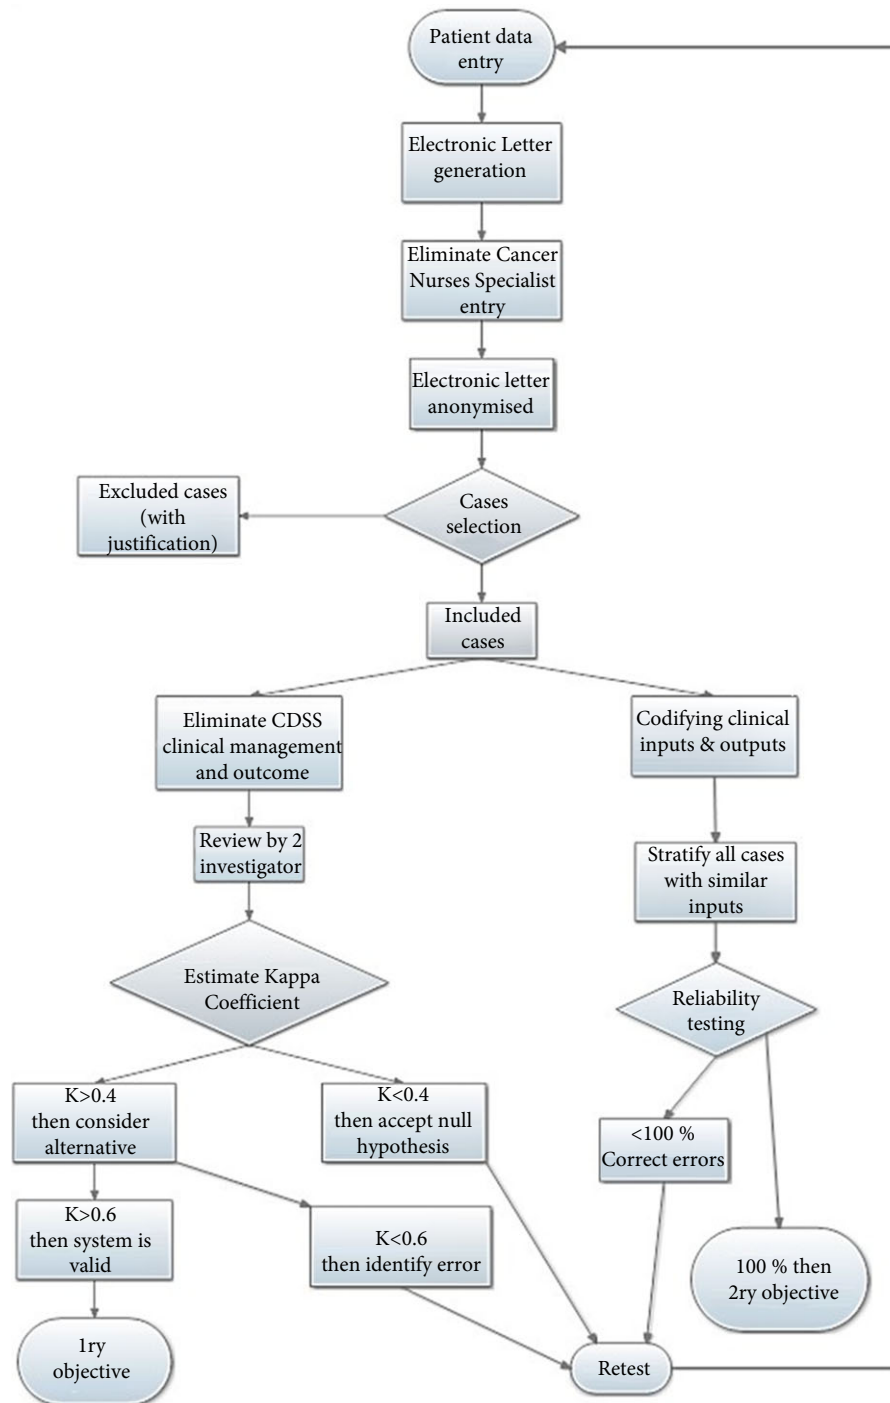 Patient data
entry
Electronic Letter
generation
Eliminate Cancer
Nurses Specialist
entry
Electronic letter
anonymised
Excluded cases
(with
justification)
Cases
selection
Included
cases
Eliminate CDSS
clinical management
and outcome
Codifying clinical
inputs & outputs
Review by 2
investigator
Stratify all cases
with similar
inputs
Estimate Kappa
Coefficient
Reliability
testing
K>0.4
then consider
alternative
K<0.4
then accept null
hypothesis
<100 %
Correct errors
K>0.6
then system is
valid
K<0.6
then identify error
100 % then
2ry objective
1ry
objective
Retest